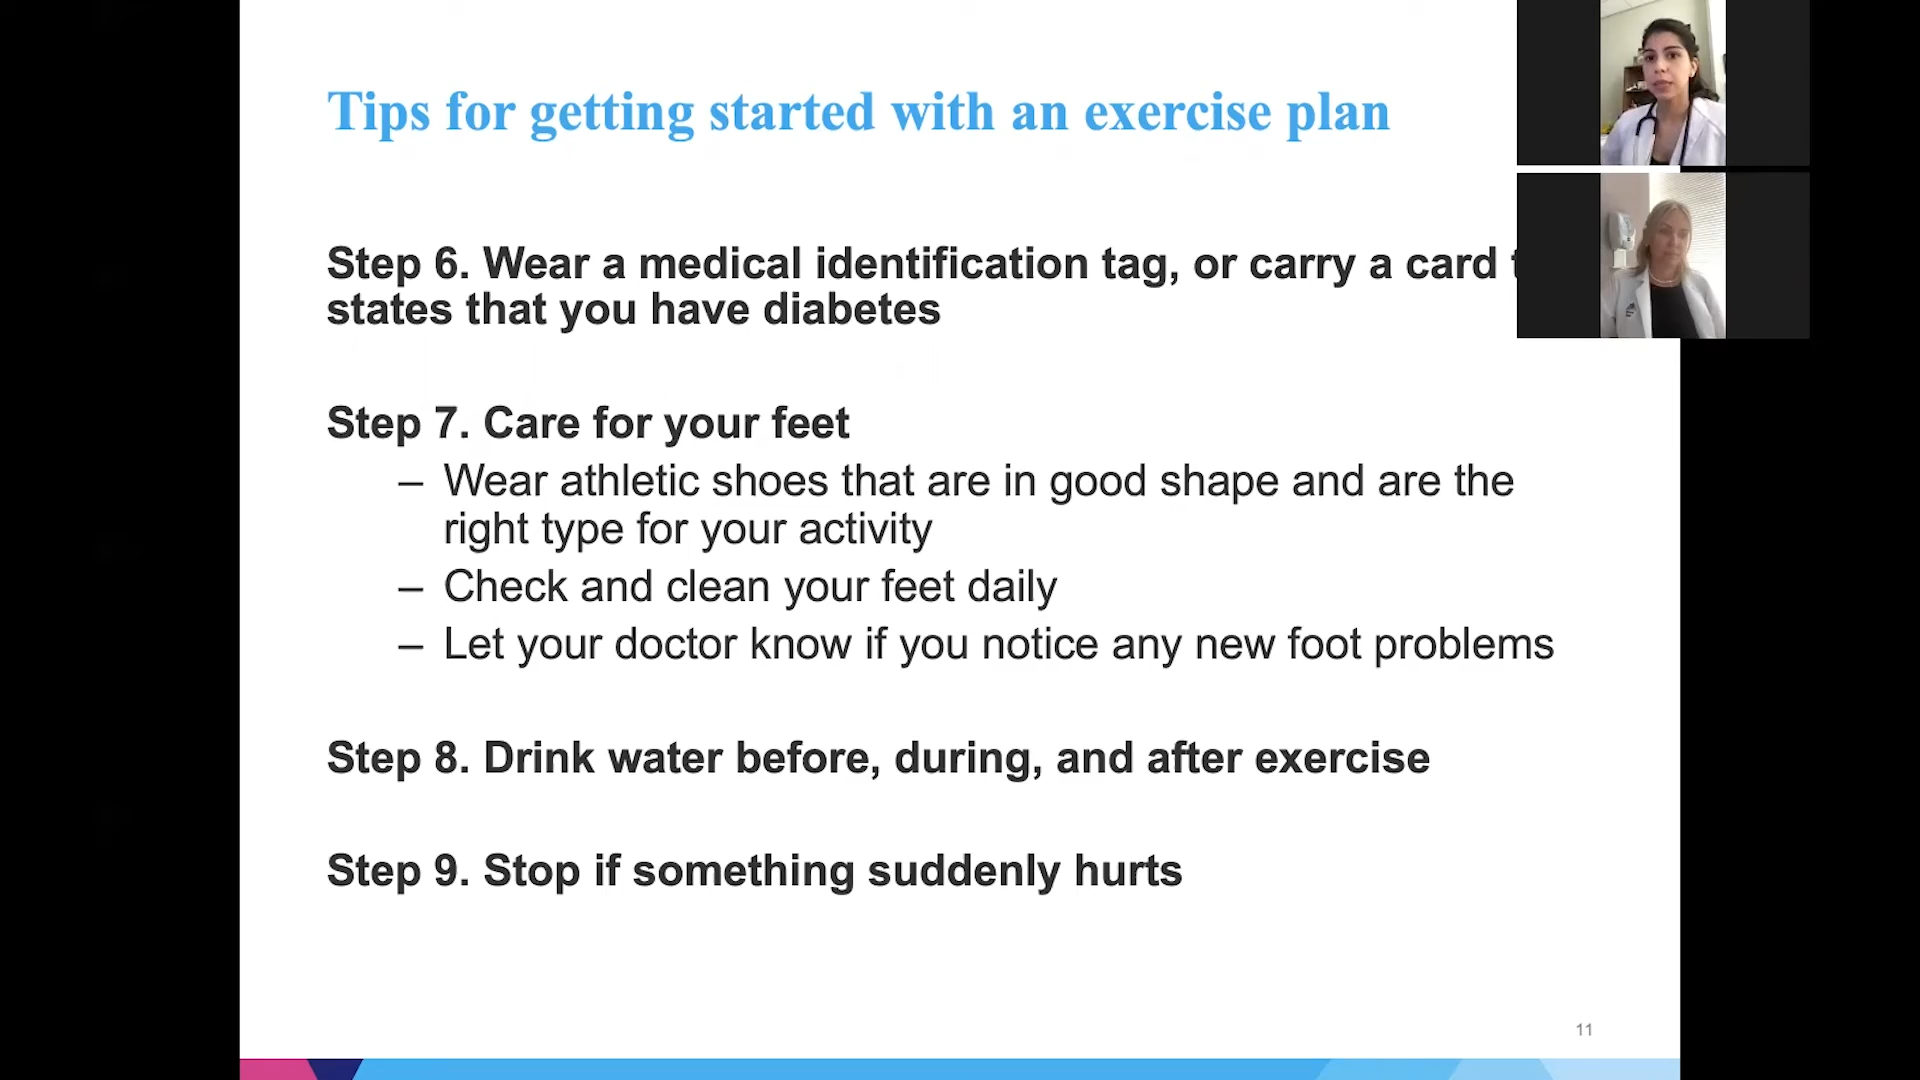 Tips for getting started with an exercise plan
Step 6. Wear a medical identification tag, or carry a card
states that you have diabetes
Step 7. Care for your feet
– Wear athletic shoes that are in good shape and are the
right type for your activity
– Check and clean your feet daily
– Let your doctor know if you notice any new foot problems
Step 8. Drink water before, during, and after exercise
Step 9. Stop if something suddenly hurts
11